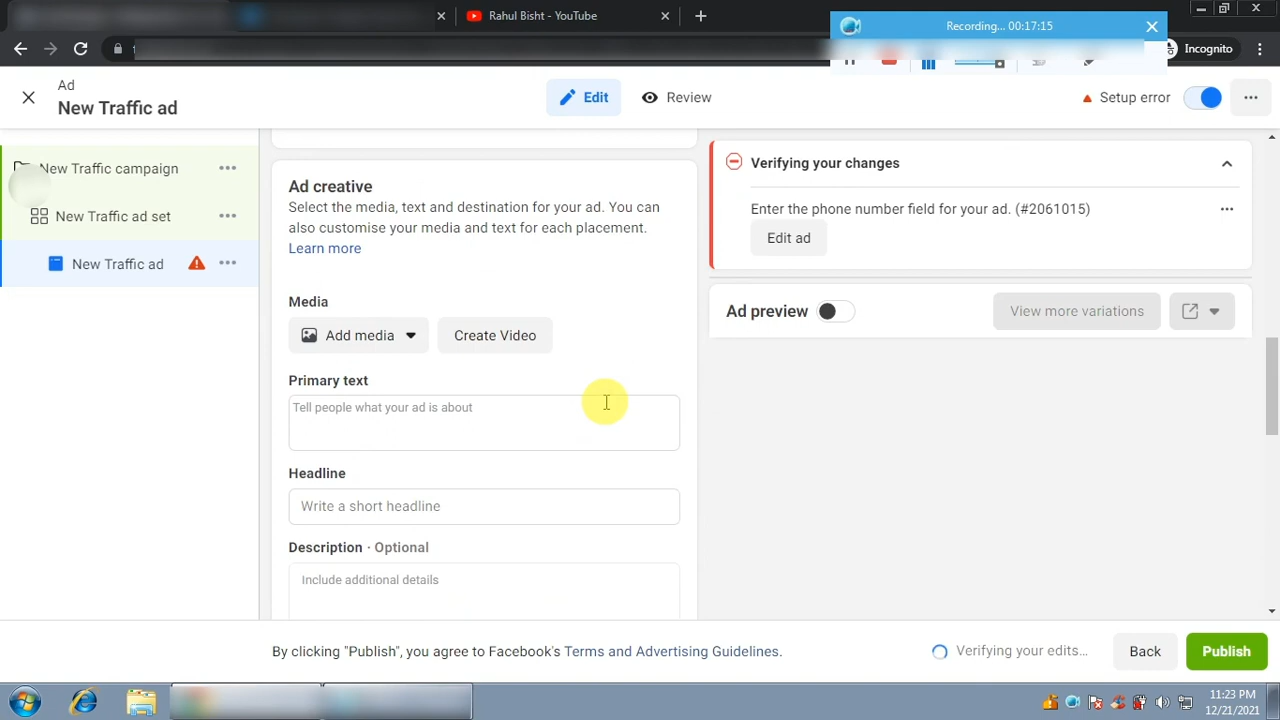 Rahul Bisht - YouTube
Recording... 00:17:15
Incognito
Ad
New Traffic ad
Edit
Review
Setup error
New Traffic campaign
New Traffic ad set
New Traffic ad
Ad creative
Select the media, text and destination for your ad. You can
also customise your media and text for each placement.
Learn more
Media
Add media
Create Video
Primary text
Tell people what your ad is about
Headline
Write a short headline
Description · Optional
Include additional details
Verifying your changes
Enter the phone number field for your ad. (#2061015)
Edit ad
Ad preview
View more variations
By clicking "Publish", you agree to Facebook's Terms and Advertising Guidelines.
Verifying your edits...
Back
Publish
11:23 PM
12/21/2021